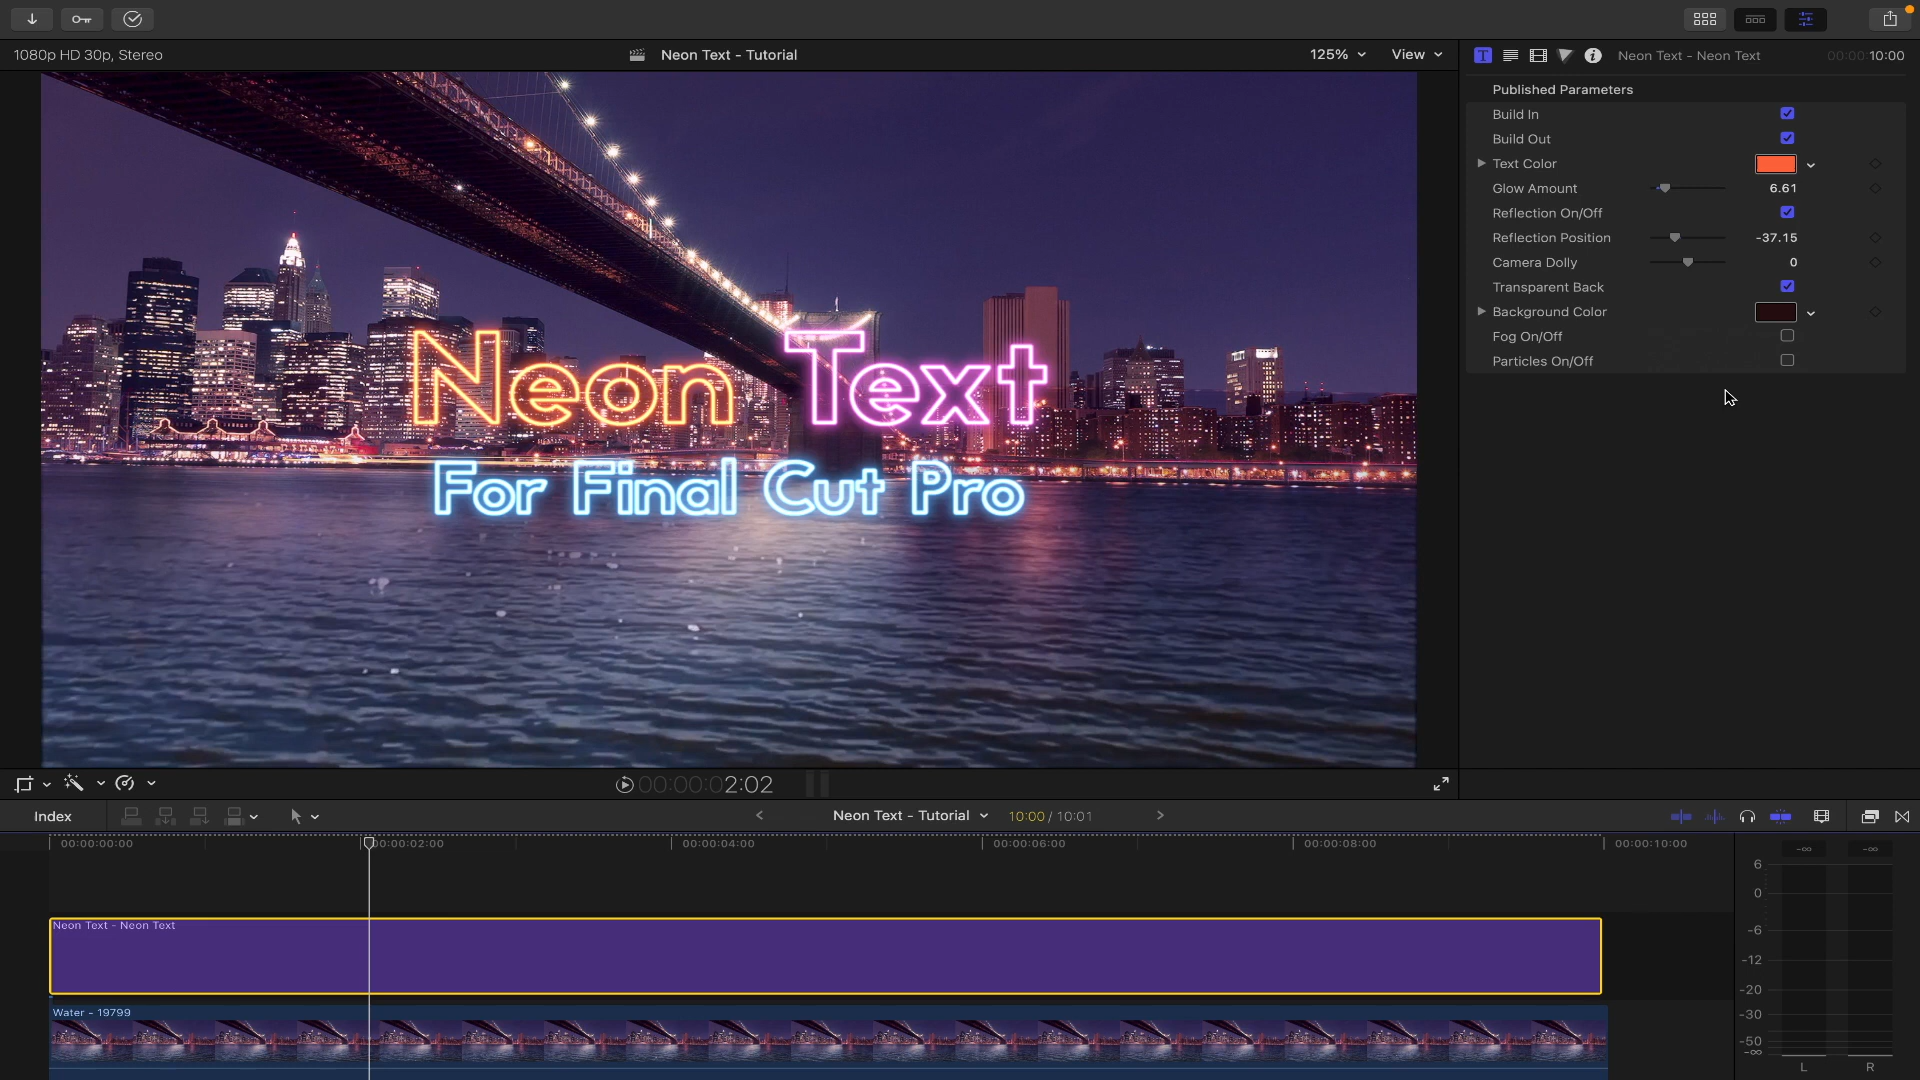 1080p HD 30p, Stereo
Neon Text - Tutorial
125%
View
Neon Text - Neon Text
00:00:10:00
Published Parameters
Build In
Build Out
Text Color
Glow Amount
6.61
Reflection On/Off
Reflection Position
-37.15
Camera Dolly
0
Transparent Back
Background Color
Fog On/Off
Particles On/Off
Neon Text
For Final Cut Pro
00:00:02:02
Index
Neon Text - Tutorial
10:00 / 10:01
00:00:00:00
00:00:02:00
00:00:04:00
00:00:06:00
00:00:08:00
00:00:10:00
Neon Text - Neon Text
Water - 19799
-∞
-∞
6
0
-6
-12
-20
-30
-50
-∞
L
R